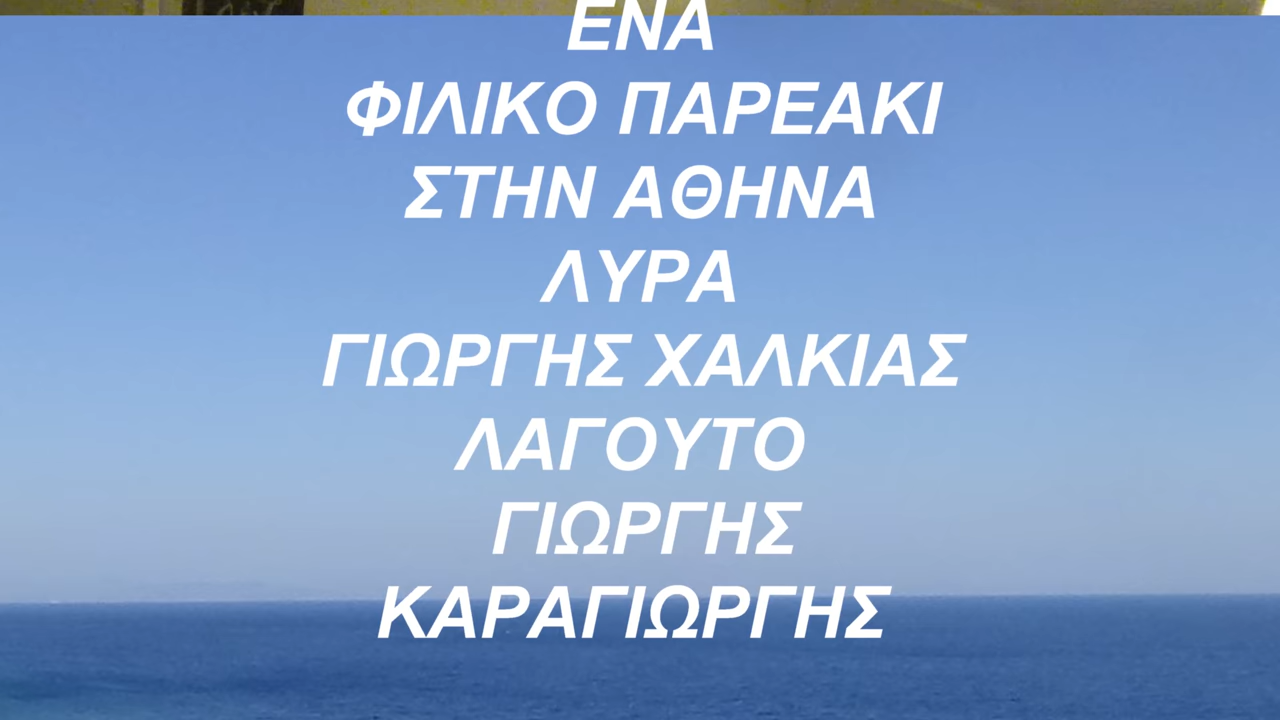 ΕΝΑ
ΦΙΛΙΚΟ ΠΑΡΕΑΚΙ
ΣΤΗΝ ΑΘΗΝΑ
ΛΥΡΑ
ΓΙΩΡΓΗΣ ΧΑΛΚΙΑΣ
ΛΑΓΟΥΤΟ
ΓΙΩΡΓΗΣ
ΚΑΡΑΓΙΩΡΓΗΣ